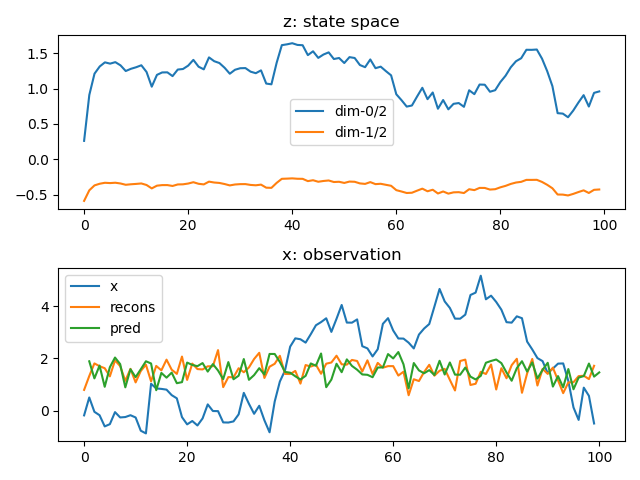 z: state space
1.5
1.0
0.5
0.0
−0.5
dim-0/2
dim-1/2
0 20 40 60 80 100
x: observation
4
2
0
x
recons
pred
0 20 40 60 80 100